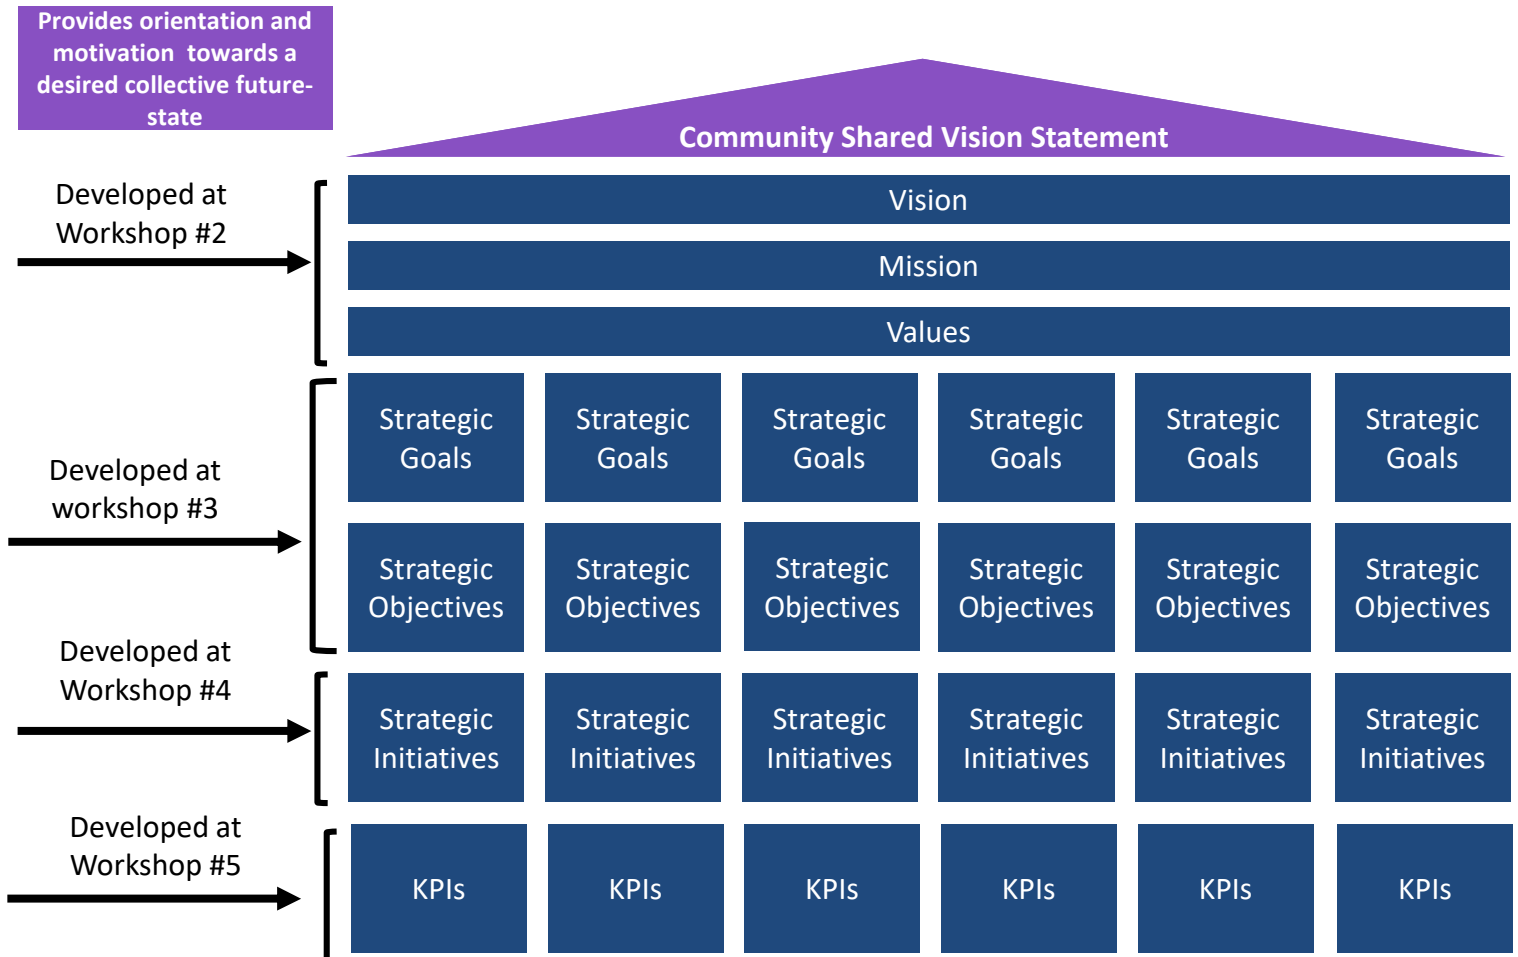 Provides orientation and
motivation towards a
desired collective future-
state
Community Shared Vision Statement
Developed at
Workshop #2
Vision
Mission
Values
Developed at
workshop #3
Strategic
Goals
Strategic
Goals
Strategic
Goals
Strategic
Goals
Strategic
Goals
Strategic
Goals
Strategic
Objectives
Strategic
Objectives
Strategic
Objectives
Strategic
Objectives
Strategic
Objectives
Strategic
Objectives
Developed at
Workshop #4
Strategic
Initiatives
Strategic
Initiatives
Strategic
Initiatives
Strategic
Initiatives
Strategic
Initiatives
Strategic
Initiatives
Developed at
Workshop #5
KPIs
KPIs
KPIs
KPIs
KPIs
KPIs